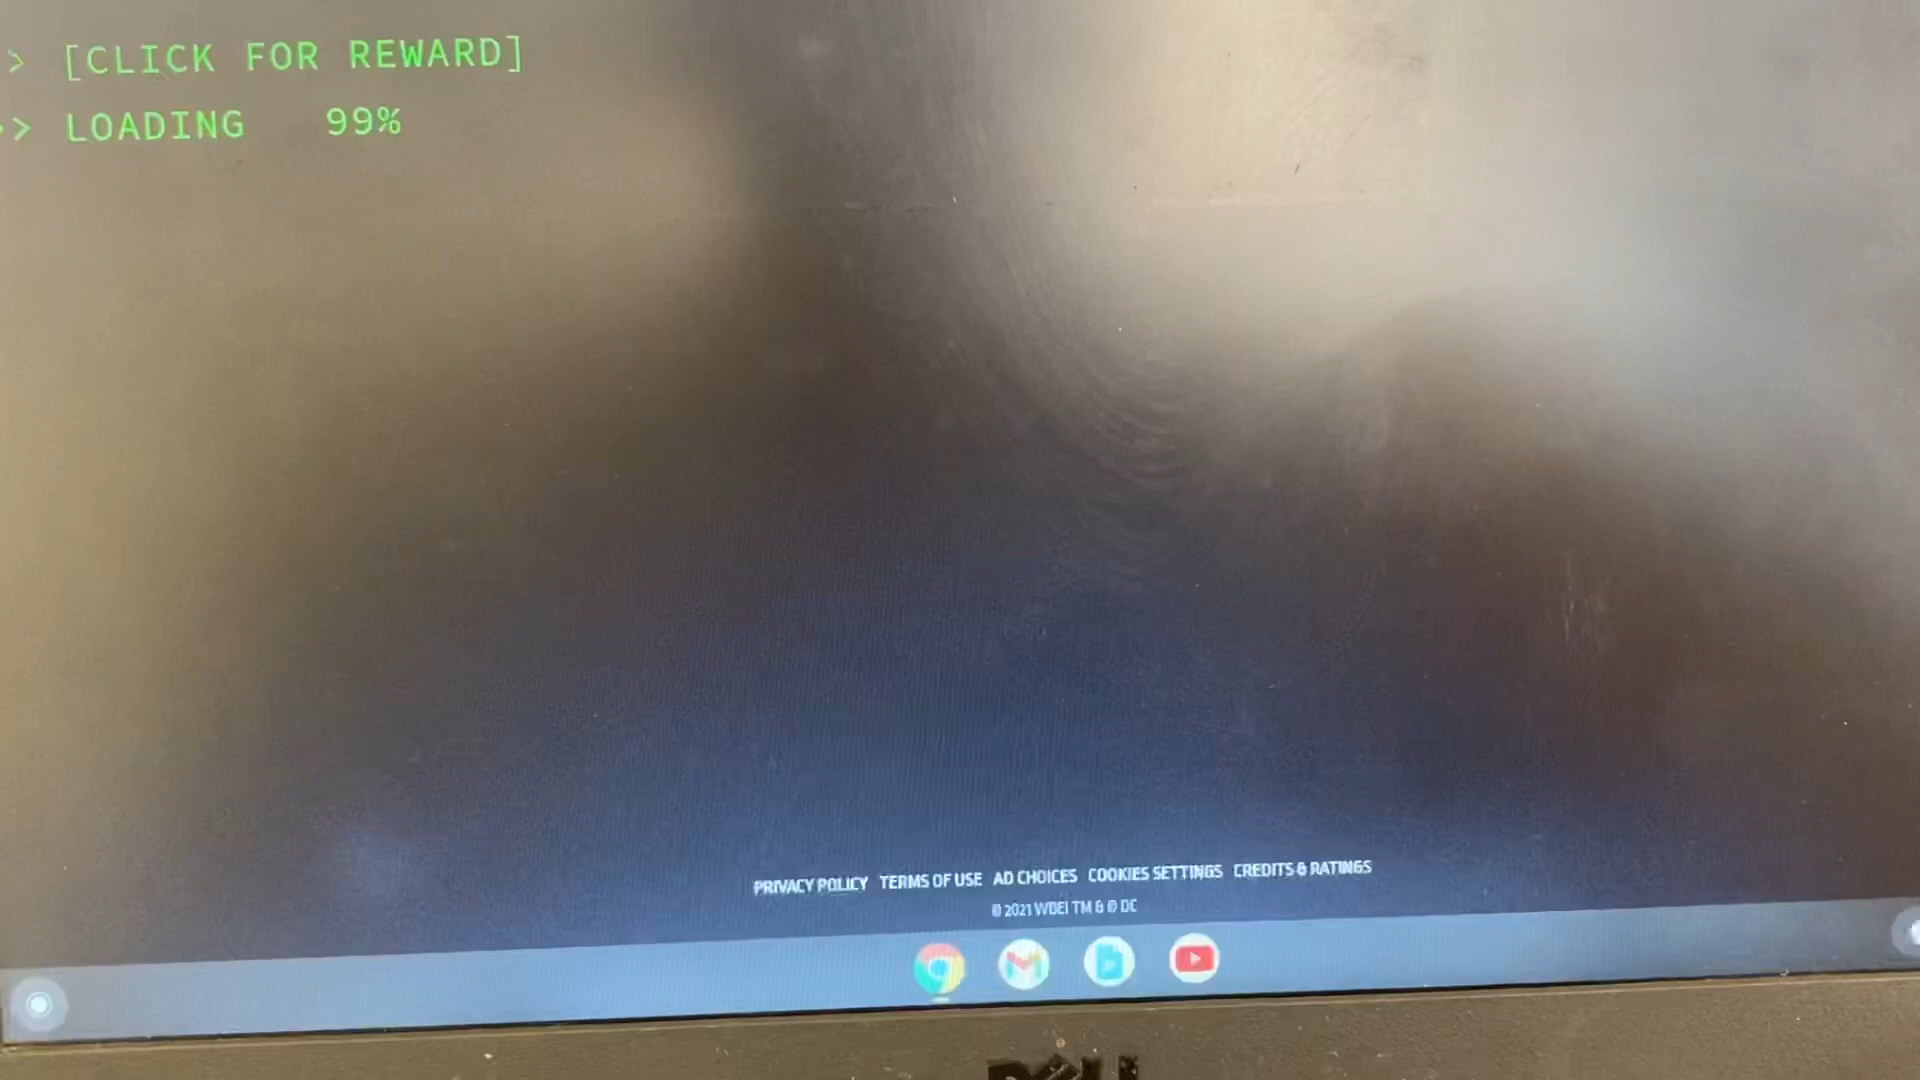 > [CLICK FOR REWARD]
>> LOADING 99%
PRIVACY POLICY TERMS OF USE AD CHOICES COOKIES SETTINGS CREDITS & RATINGS
© 2021 WBEI TM & © DC
DELL